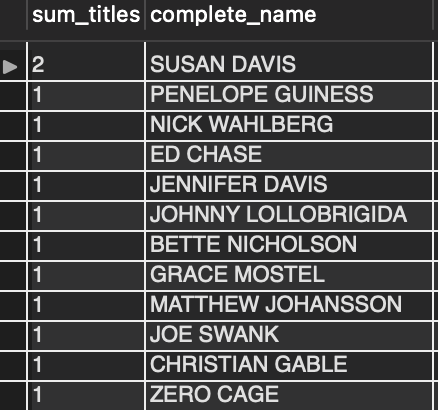 sum_titles complete_name
2 SUSAN DAVIS
1 PENELOPE GUINESS
1 NICK WAHLBERG
1 ED CHASE
1 JENNIFER DAVIS
1 JOHNNY LOLLOBRIGIDA
1 BETTE NICHOLSON
1 GRACE MOSTEL
1 MATTHEW JOHANSSON
1 JOE SWANK
1 CHRISTIAN GABLE
1 ZERO CAGE